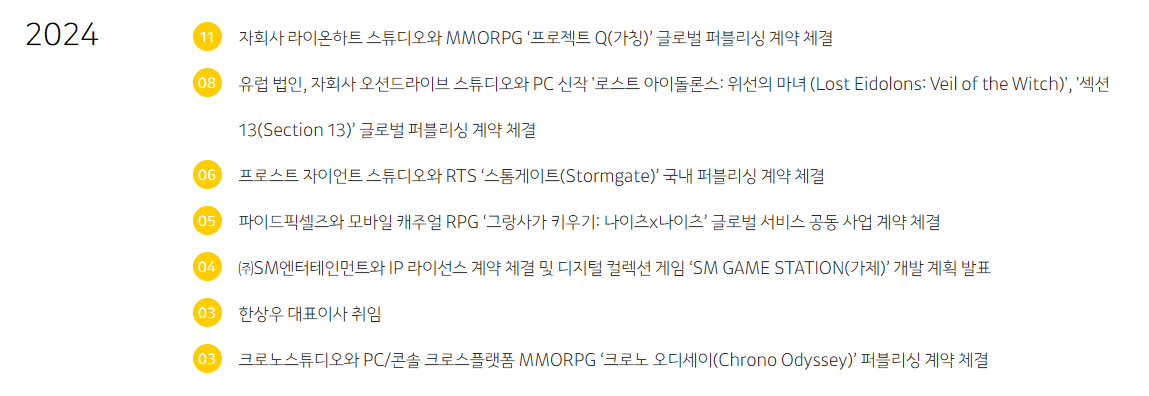 2024
11 자회사 라이온하트 스튜디오와 MMORPG ‘프로젝트 Q(가칭)’ 글로벌 퍼블리싱 계약 체결
08 유럽 법인, 자회사 오션드라이브 스튜디오와 PC 신작 '로스트 아이돌론스: 위선의 마녀 (Lost Eidolons: Veil of the Witch)', '섹션
13(Section 13)’ 글로벌 퍼블리싱 계약 체결
06 프로스트 자이언트 스튜디오와 RTS ‘스톰게이트(Stormgate)’ 국내 퍼블리싱 계약 체결
05 파이드픽셀즈와 모바일 캐주얼 RPG ‘그랑사가 키우기: 나이츠x나이츠’ 글로벌 서비스 공동 사업 계약 체결
04 ㈜SM엔터테인먼트와 IP 라이선스 계약 체결 및 디지털 컬렉션 게임 ‘SM GAME STATION(가제)’ 개발 계획 발표
03 한상우 대표이사 취임
03 크로노스튜디오와 PC/콘솔 크로스플랫폼 MMORPG ‘크로노 오디세이(Chrono Odyssey)’ 퍼블리싱 계약 체결